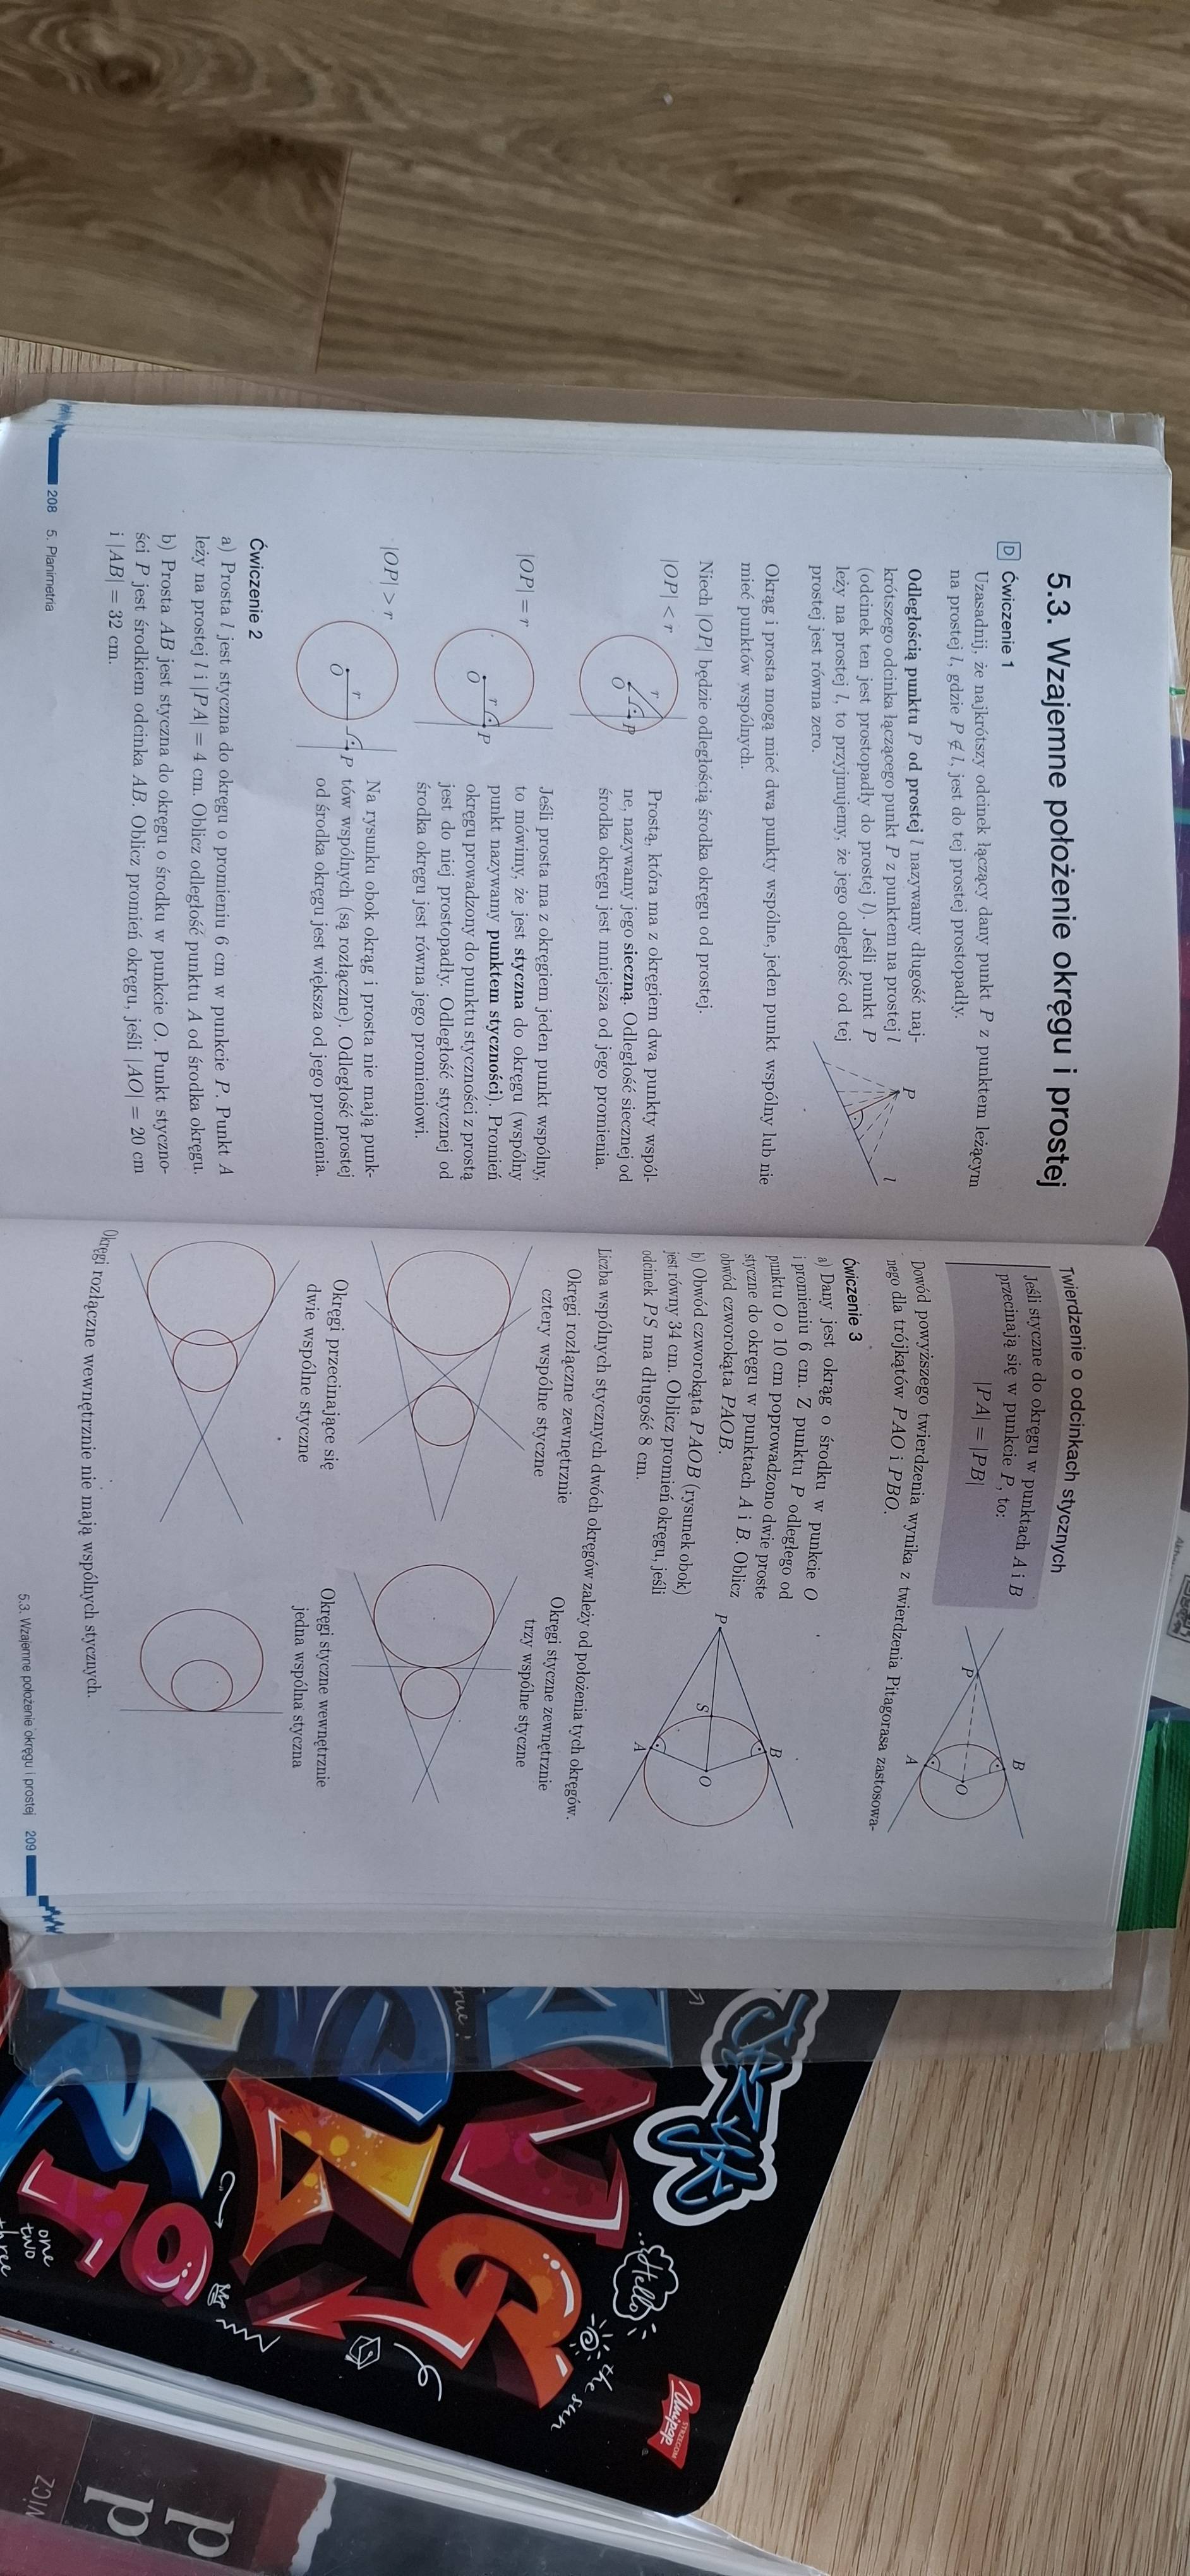 5.3. Wzajemne położenie okręgu i prostej
D Ćwiczenie 1
Uzasadnij, że najkrótszy odcinek łączący dany punkt P z punktem leżącym
na prostej l, gdzie P ∉ l, jest do tej prostej prostopadły.
Odległością punktu P od prostej l nazywamy długość naj-
krótszego odcinka łączącego punkt P z punktem na prostej l
(odcinek ten jest prostopadły do prostej l). Jeśli punkt P
leży na prostej l, to przyjmujemy, że jego odległość od tej
prostej jest równa zero.
P
l
Okrąg i prosta mogą mieć dwa punkty wspólne, jeden punkt wspólny lub nie
mieć punktów wspólnych.
Niech |OP| będzie odległością środka okręgu od prostej.
|OP| < r
r
P
O
Prostą, która ma z okręgiem dwa punkty wspól-
ne, nazywamy jego sieczną. Odległość siecznej od
środka okręgu jest mniejsza od jego promienia.
|OP| = r
r
P
O
Jeśli prosta ma z okręgiem jeden punkt wspólny,
to mówimy, że jest styczna do okręgu (wspólny
punkt nazywamy punktem styczności). Promień
okręgu prowadzony do punktu styczności z prostą
jest do niej prostopadły. Odległość stycznej od
środka okręgu jest równa jego promieniowi.
|OP| > r
r
P
O
Na rysunku obok okrąg i prosta nie mają punk-
tów wspólnych (są rozłączne). Odległość prostej
od środka okręgu jest większa od jego promienia.
Ćwiczenie 2
a) Prosta l jest styczna do okręgu o promieniu 6 cm w punkcie P. Punkt A
leży na prostej l i |PA| = 4 cm. Oblicz odległość punktu A od środka okręgu.
b) Prosta AB jest styczna do okręgu o środku w punkcie O. Punkt styczno-
ści P jest środkiem odcinka AB. Oblicz promień okręgu, jeśli |AO| = 20 cm
i |AB| = 32 cm.
208 5. Planimetria
Twierdzenie o odcinkach stycznych
Jeśli styczne do okręgu w punktach A i B
przecinają się w punkcie P, to:
|PA| = |PB|
B
P
O
A
Dowód powyższego twierdzenia wynika z twierdzenia Pitagorasa zastosowa-
nego dla trójkątów PAO i PBO.
Ćwiczenie 3
a) Dany jest okrąg o środku w punkcie O
i promieniu 6 cm. Z punktu P odległego od
punktu O o 10 cm poprowadzono dwie proste
styczne do okręgu w punktach A i B. Oblicz
obwód czworokąta PAOB.
b) Obwód czworokąta PAOB (rysunek obok)
jest równy 34 cm. Oblicz promień okręgu, jeśli
odcinek PS ma długość 8 cm.
B
P
S
O
A
Liczba wspólnych stycznych dwóch okręgów zależy od położenia tych okręgów.
Okręgi rozłączne zewnętrznie
cztery wspólne styczne
Okręgi styczne zewnętrznie
trzy wspólne styczne
Okręgi przecinające się
dwie wspólne styczne
Okręgi styczne wewnętrznie
jedna wspólna styczna
Okręgi rozłączne wewnętrznie nie mają wspólnych stycznych.
5.3. Wzajemne położenie okręgu i prostej 209
Język
STRZEGOM
Unipap
Hello
the sun
one
two
three